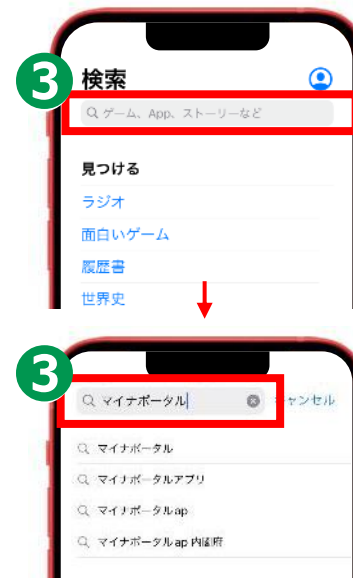 3
検索
ゲーム、App、ストーリーなど
見つける
ラジオ
面白いゲーム
履歴書
世界史
3
マイナポータル
キャンセル
マイナポータル
マイナポータルアプリ
マイナポータルap
マイナポータルap 内閣府